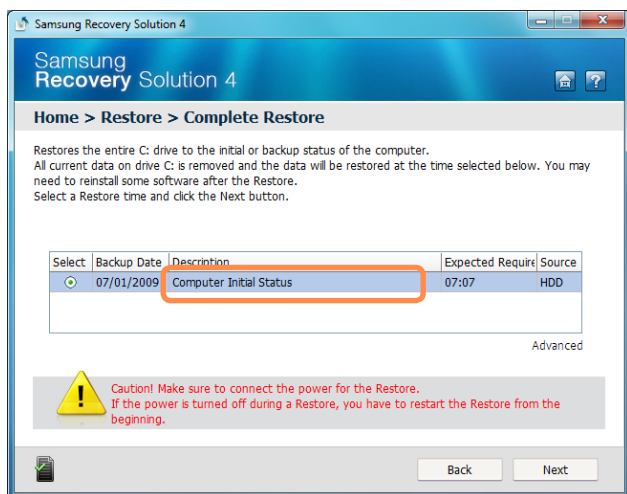 Samsung Recovery Solution 4
Samsung
Recovery Solution 4
Home > Restore > Complete Restore
Restores the entire C: drive to the initial or backup status of the computer.
All current data on drive C: is removed and the data will be restored at the time selected below. You may
need to reinstall some software after the Restore.
Select a Restore time and click the Next button.
Select Backup Date Description Expected Require Source
07/01/2009 Computer Initial Status 07:07 HDD
Advanced
Caution! Make sure to connect the power for the Restore.
If the power is turned off during a Restore, you have to restart the Restore from the
beginning.
Back Next